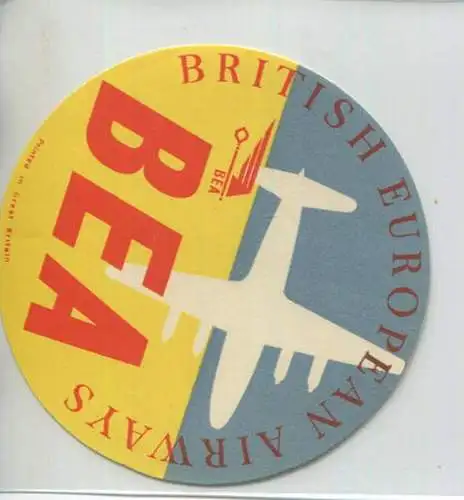 BRITISH EUROPEAN AIRWAYS
BEA
BEA
Printed in Great Britain